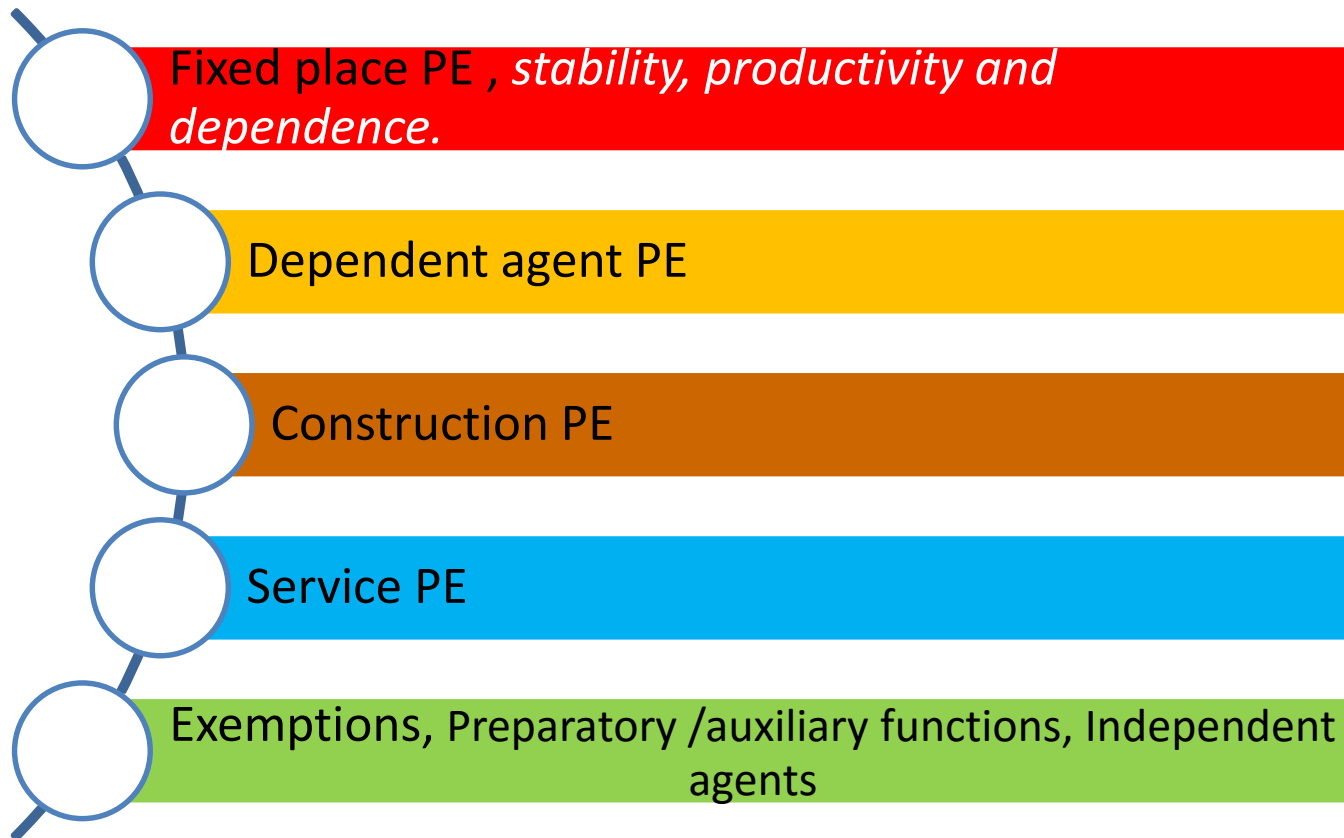 Fixed place PE , stability, productivity and
dependence.
Dependent agent PE
Construction PE
Service PE
Exemptions, Preparatory /auxiliary functions, Independent
agents